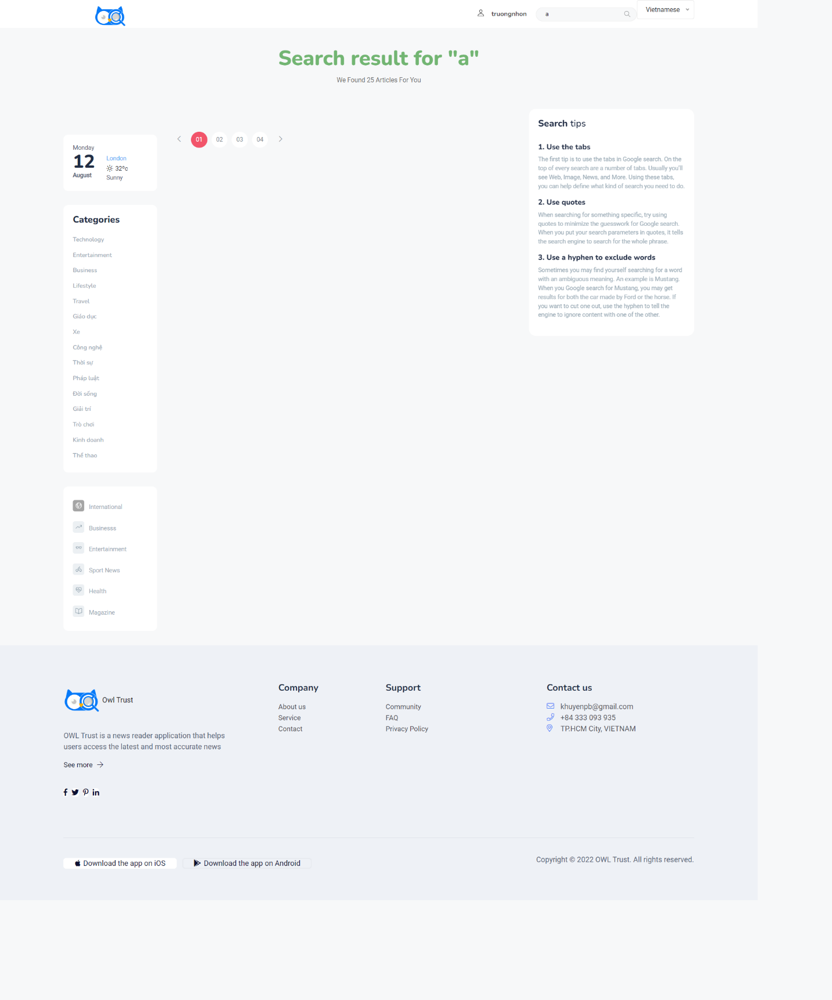 truongnhon
a
Vietnamese
Search result for "a"
We Found 25 Articles For You
Monday
12
August
London
32ºc
Sunny
Categories
Technology
Entertainment
Business
Lifestyle
Travel
Giáo dục
Xe
Công nghệ
Thời sự
Pháp luật
Đời sống
Giải trí
Trò chơi
Kinh doanh
Thể thao
International
Businesss
Entertainment
Sport News
Health
Magazine
01 02 03 04
Search tips
1. Use the tabs
The first tip is to use the tabs in Google search. On the
top of every search are a number of tabs. Usually you’ll
see Web, Image, News, and More. Using these tabs,
you can help define what kind of search you need to do.
2. Use quotes
When searching for something specific, try using
quotes to minimize the guesswork for Google search.
When you put your search parameters in quotes, it tells
the search engine to search for the whole phrase.
3. Use a hyphen to exclude words
Sometimes you may find yourself searching for a word
with an ambiguous meaning. An example is Mustang.
When you Google search for Mustang, you may get
results for both the car made by Ford or the horse. If
you want to cut one out, use the hyphen to tell the
engine to ignore content with one of the other.
Owl Trust
OWL Trust is a news reader application that helps
users access the latest and most accurate news
See more
Company
About us
Service
Contact
Support
Community
FAQ
Privacy Policy
Contact us
khuyenpb@gmail.com
+84 333 093 935
TP.HCM City, VIETNAM
Download the app on iOS
Download the app on Android
Copyright © 2022 OWL Trust. All rights reserved.